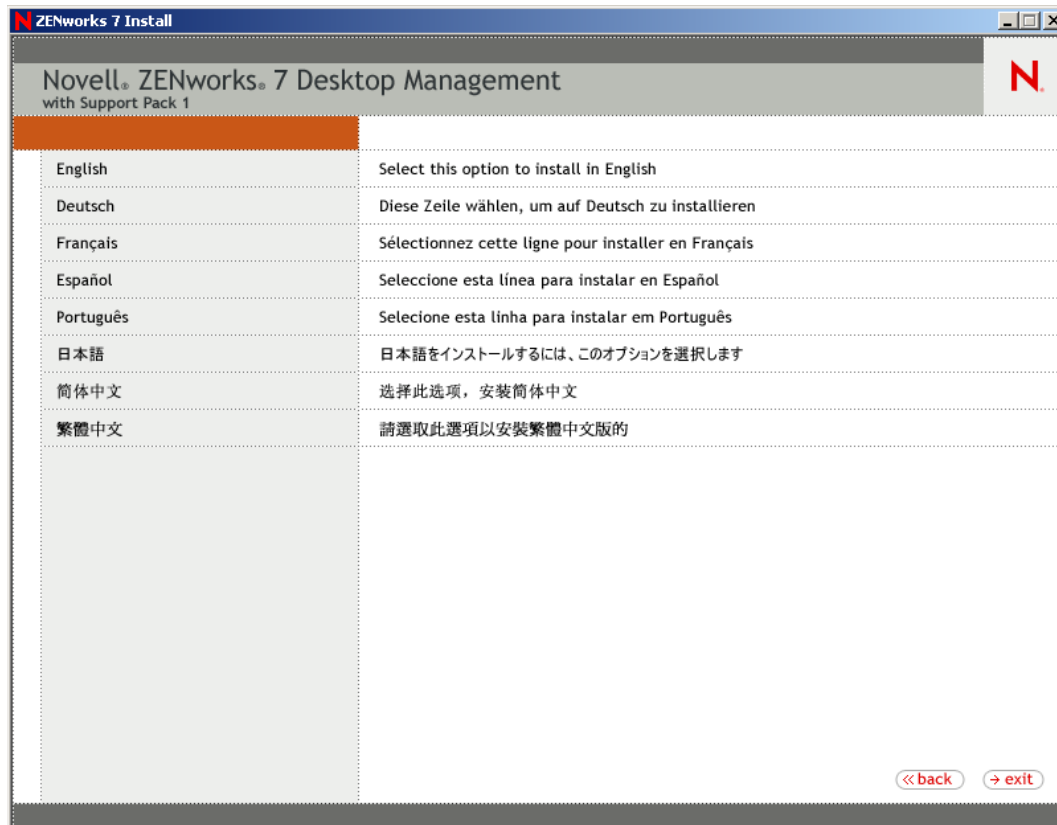 ZENworks 7 Install
Novell® ZENworks® 7 Desktop Management
with Support Pack 1
N®
English Select this option to install in English
Deutsch Diese Zeile wählen, um auf Deutsch zu installieren
Français Sélectionnez cette ligne pour installer en Français
Español Seleccione esta línea para instalar en Español
Português Selecione esta linha para instalar em Português
日本語 日本語をインストールするには、このオプションを選択します
简体中文 选择此选项，安装简体中文
繁體中文 請選取此選項以安裝繁體中文版的
back exit